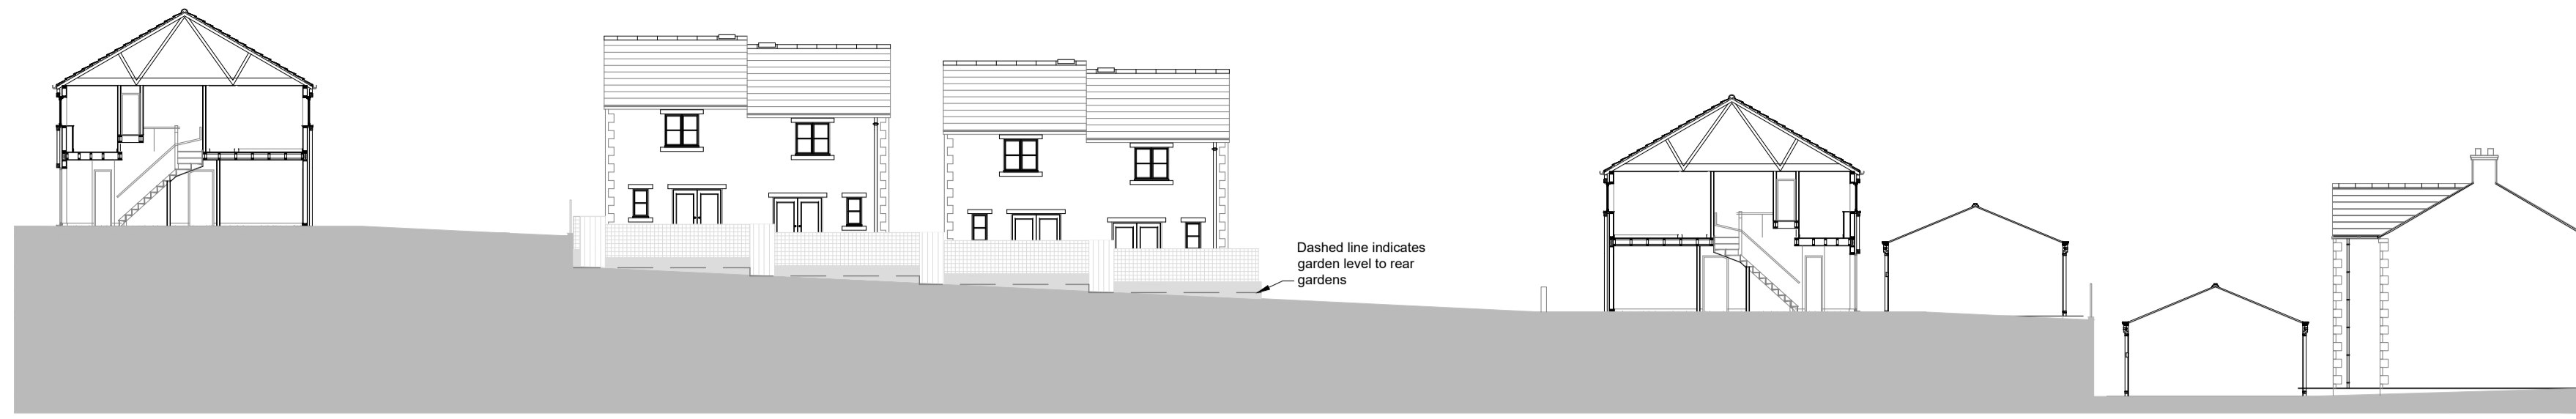 Dashed line indicates
garden level to rear
gardens